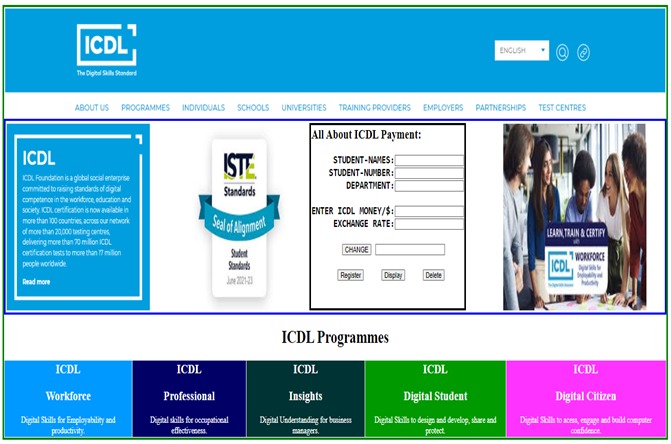 ICDL
The Digital Skills Standard
ENGLISH
ABOUT US PROGRAMMES INDIVIDUALS SCHOOLS UNIVERSITIES TRAINING PROVIDERS EMPLOYERS PARTNERSHIPS TEST CENTRES
ICDL
ICDL Foundation is a global social enterprise
committed to raising standards of digital
competence in the workforce, education and
society. ICDL certification is now available in
more than 100 countries, across our network
of more than 20,000 testing centres,
delivering more than 70 million ICDL
certification tests to more than 17 million
people worldwide.
Read more
ISTE
Standards
Seal of Alignment
Student
Standards
June 2021-23
All About ICDL Payment:
STUDENT-NAMES:
STUDENT-NUMBER:
DEPARTMENT:
ENTER ICDL MONEY/$:
EXCHANGE RATE:
CHANGE
Register Display Delete
LEARN, TRAIN & CERTIFY
with
ICDL
WORKFORCE
Digital Skills for
Employability and
Productivity
ICDL Programmes
ICDL
Workforce
Digital Skills for Employability and
productivity.
ICDL
Professional
Digital skills for occupational
effectiveness.
ICDL
Insights
Digital Understanding for business
managers.
ICDL
Digital Student
Digital Skills to design and develop, share and
protect.
ICDL
Digital Citizen
Digital Skills to acess, engage and build computer
confidence.